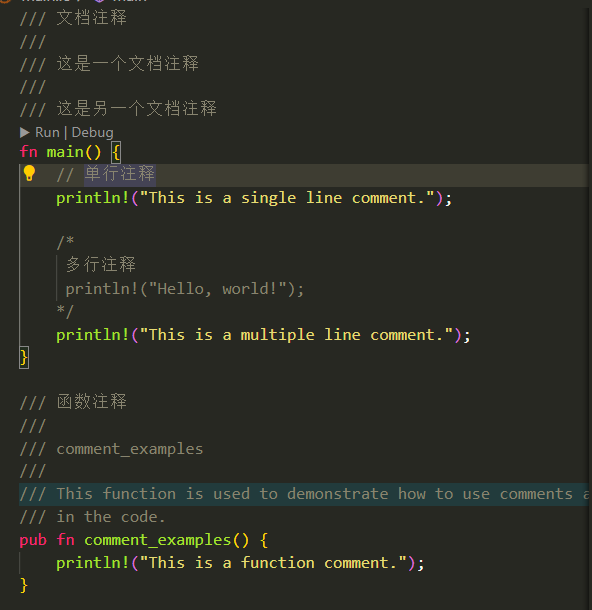 /// 文档注释
///
/// 这是一个文档注释
///
/// 这是另一个文档注释
▶ Run | Debug
fn main() {
    // 单行注释
    println!("This is a single line comment.");

    /*
     多行注释
     println!("Hello, world!");
    */
    println!("This is a multiple line comment.");
}

/// 函数注释
///
/// comment_examples
///
/// This function is used to demonstrate how to use comments
/// in the code.
pub fn comment_examples() {
    println!("This is a function comment.");
}